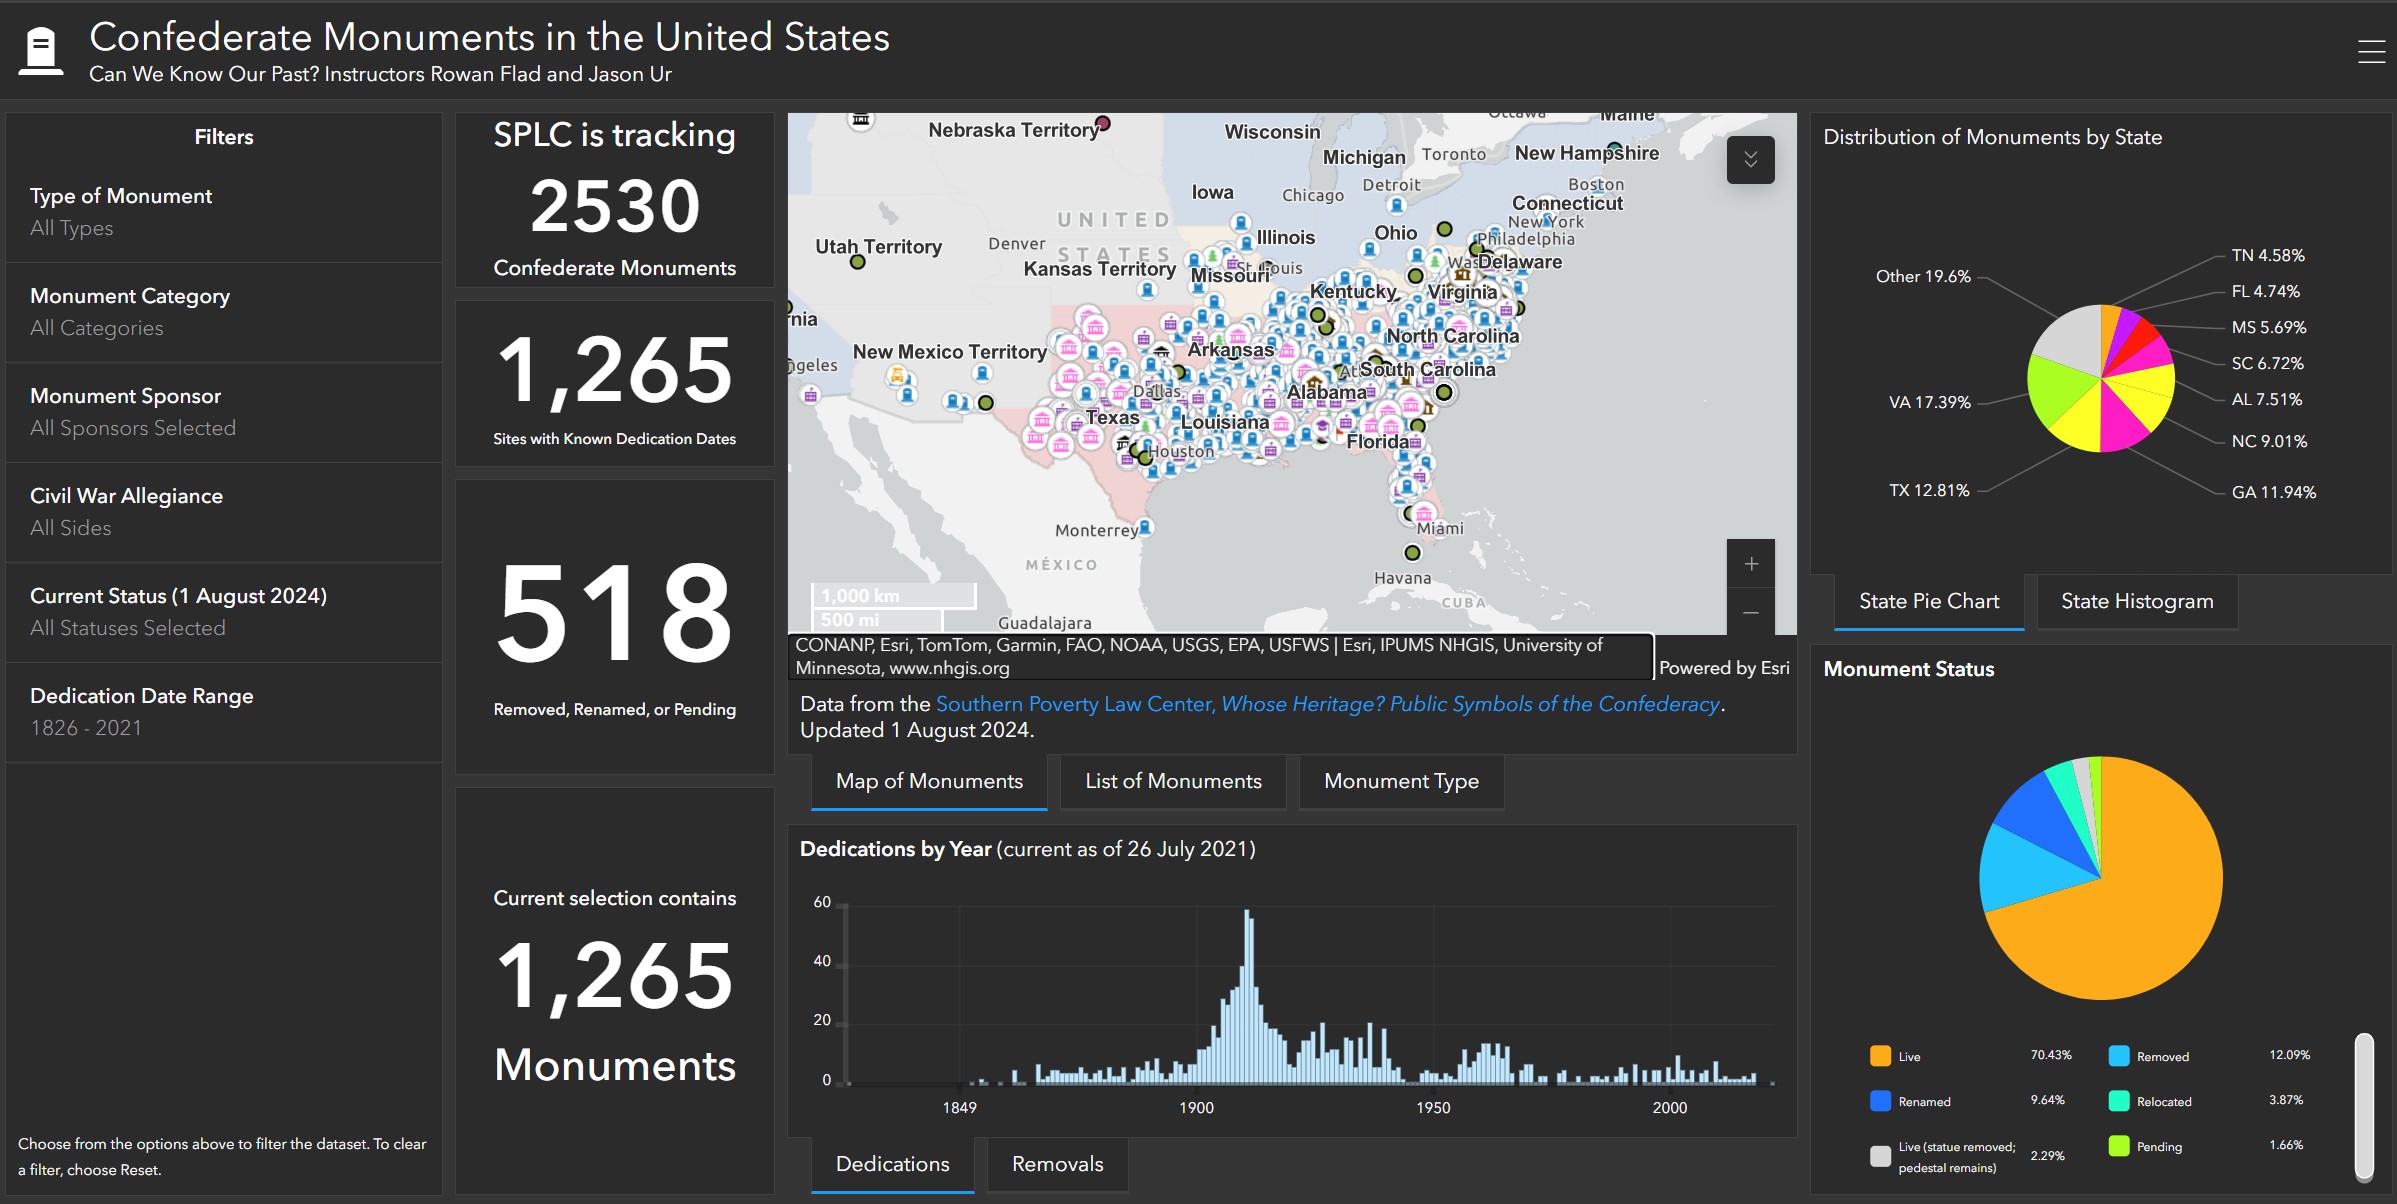 Confederate Monuments in the United States
Can We Know Our Past? Instructors Rowan Flad and Jason Ur
Filters
Type of Monument
All Types
Monument Category
All Categories
Monument Sponsor
All Sponsors Selected
Civil War Allegiance
All Sides
Current Status (1 August 2024)
All Statuses Selected
Dedication Date Range
1826 - 2021
Choose from the options above to filter the dataset. To clear
a filter, choose Reset.
SPLC is tracking
2530
Confederate Monuments
1,265
Sites with Known Dedication Dates
518
Removed, Renamed, or Pending
Current selection contains
1,265
Monuments
Ottawa
Maine
Nebraska Territory
Wisconsin
Michigan
Toronto
New Hampshire
Iowa
Chicago
Detroit
Boston
Connecticut
New York
UNITED
STATES
Utah Territory
Denver
Illinois
Ohio
Philadelphia
Kansas Territory
Missouri
St. Louis
Delaware
Kentucky
Virginia
rnia
North Carolina
New Mexico Territory
Arkansas
geles
South Carolina
Dallas
Alabama
Texas
Louisiana
Florida
Houston
Monterrey
Miami
MÉXICO
Havana
CUBA
1,000 km
500 mi
Guadalajara
CONANP, Esri, TomTom, Garmin, FAO, NOAA, USGS, EPA, USFWS | Esri, IPUMS NHGIS, University of
Minnesota, www.nhgis.org
Powered by Esri
Data from the Southern Poverty Law Center, Whose Heritage? Public Symbols of the Confederacy.
Updated 1 August 2024.
Map of Monuments
List of Monuments
Monument Type
Dedications by Year (current as of 26 July 2021)
60
40
20
0
1849
1900
1950
2000
Dedications
Removals
Distribution of Monuments by State
TN 4.58%
Other 19.6%
FL 4.74%
MS 5.69%
SC 6.72%
VA 17.39%
AL 7.51%
NC 9.01%
TX 12.81%
GA 11.94%
State Pie Chart
State Histogram
Monument Status
Live 70.43%
Removed 12.09%
Renamed 9.64%
Relocated 3.87%
Live (statue removed;
pedestal remains) 2.29%
Pending 1.66%